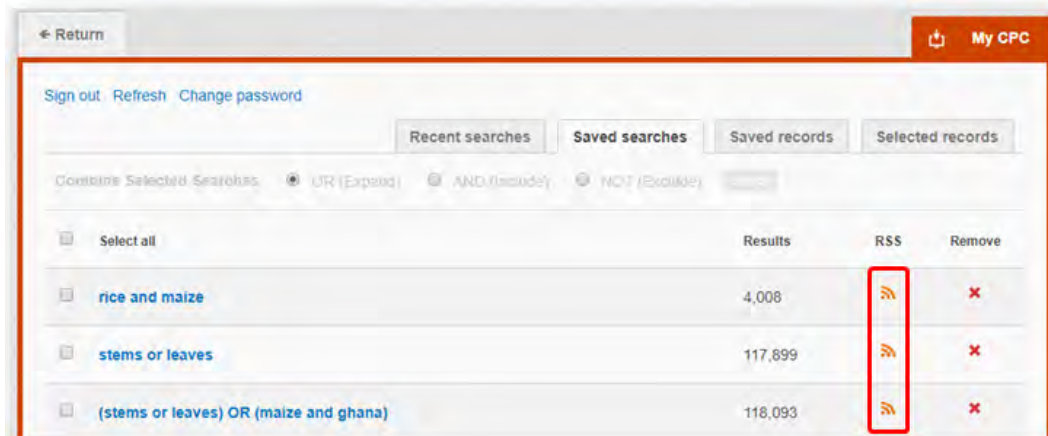 Return
My CPC
Sign out Refresh Change password
Recent searches Saved searches Saved records Selected records
Combine Selected Searches OR (Expand) AND (Include) NOT (Exclude)
Select all Results RSS Remove
rice and maize 4,008
stems or leaves 117,899
(stems or leaves) OR (maize and ghana) 118,093